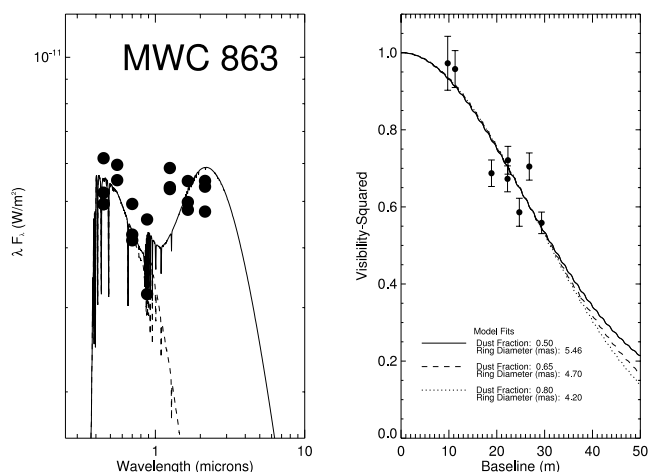 MWC 863
10-11
λ Fλ (W/m²)
1
10
Wavelength (microns)
1.0
0.8
0.6
0.4
0.2
0.0
Visibility-Squared
Model Fits
Dust Fraction: 0.50
Ring Diameter (mas): 5.46
Dust Fraction: 0.65
Ring Diameter (mas): 4.70
Dust Fraction: 0.80
Ring Diameter (mas): 4.20
0
10
20
30
40
50
Baseline (m)